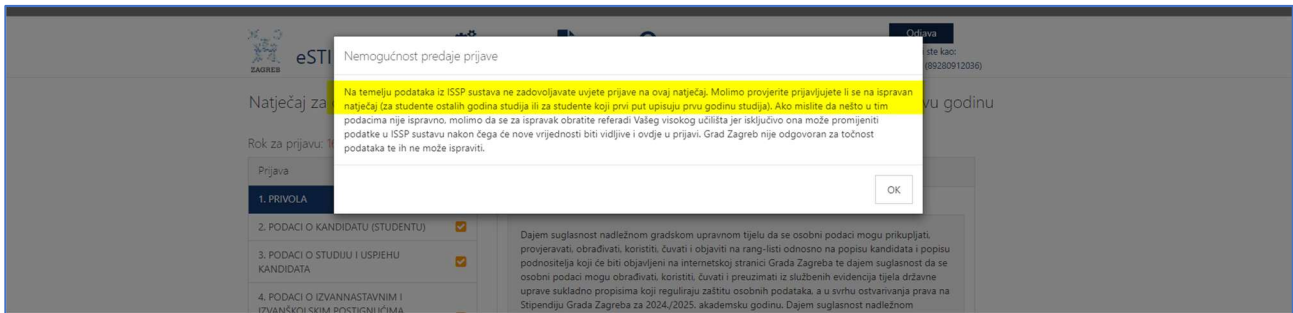 Odjava
ste kao:
(89280912036)
ZAGREB
eSTI
Nemogućnost predaje prijave
Na temelju podataka iz ISSP sustava ne zadovoljavate uvjete prijave na ovaj natječaj. Molimo provjerite prijavljujete li se na ispravan
natječaj (za studente ostalih godina studija ili za studente koji prvi put upisuju prvu godinu studija). Ako mislite da nešto u tim
podacima nije ispravno, molimo da se za ispravak obratite referadi Vašeg visokog učilišta jer isključivo ona može promijeniti
podatke u ISSP sustavu nakon čega će nove vrijednosti biti vidljive i ovdje u prijavi. Grad Zagreb nije odgovoran za točnost
podataka te ih ne može ispraviti.
OK
Natječaj za
vu godinu
Rok za prijavu:
Prijava
1. PRIVOLA
2. PODACI O KANDIDATU (STUDENTU)
3. PODACI O STUDIJU I USPJEHU
KANDIDATA
4. PODACI O IZVANNASTAVNIM I
IZVANŠKOLSKIM POSTIGNUĆIMA
Dajem suglasnost nadležnom gradskom upravnom tijelu da se osobni podaci mogu prikupljati,
provjeravati, obrađivati, koristiti, čuvati i objaviti na rang-listi odnosno na popisu kandidata i popisu
podnositelja koji će biti objavljeni na internetskoj stranici Grada Zagreba te dajem suglasnost da se
osobni podaci mogu obrađivati, koristiti, čuvati i preuzimati iz službenih evidencija tijela državne
uprave sukladno propisima koji reguliraju zaštitu osobnih podataka, a u svrhu ostvarivanja prava na
Stipendiju Grada Zagreba za 2024./2025. akademsku godinu. Dajem suglasnost nadležnom